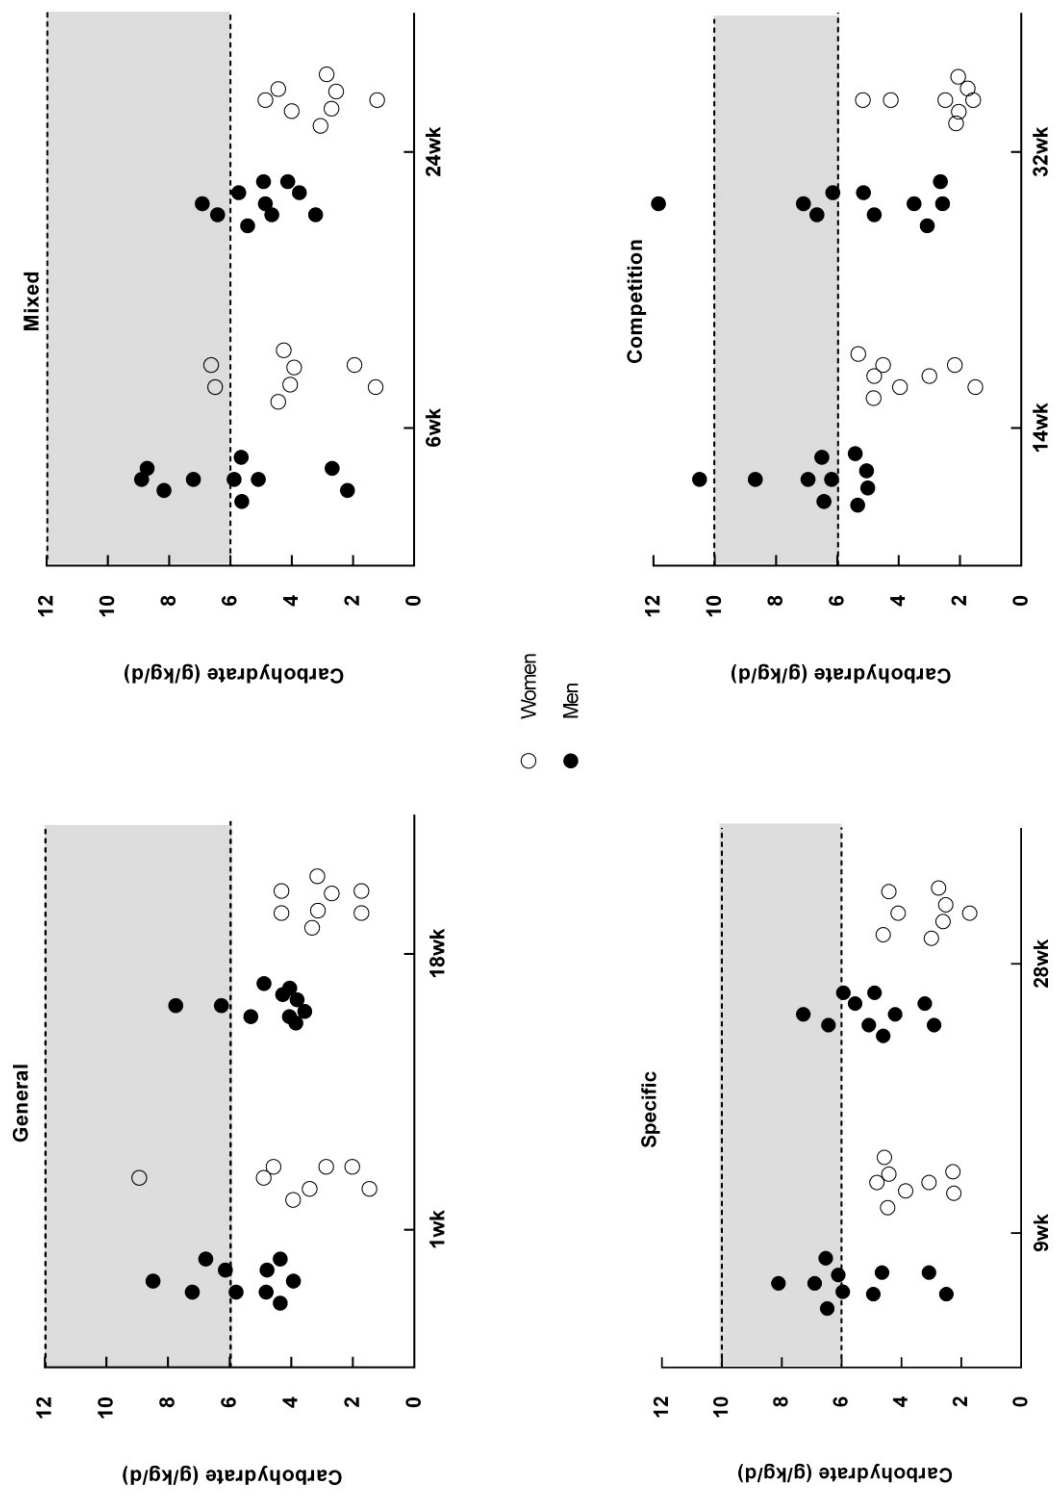 General
Carbohydrate (g/kg/d)
12
10
8
6
4
2
0
1wk
18wk
Mixed
Carbohydrate (g/kg/d)
12
10
8
6
4
2
0
6wk
24wk
Women
Men
Specific
Carbohydrate (g/kg/d)
12
10
8
6
4
2
0
9wk
28wk
Competition
Carbohydrate (g/kg/d)
12
10
8
6
4
2
0
14wk
32wk